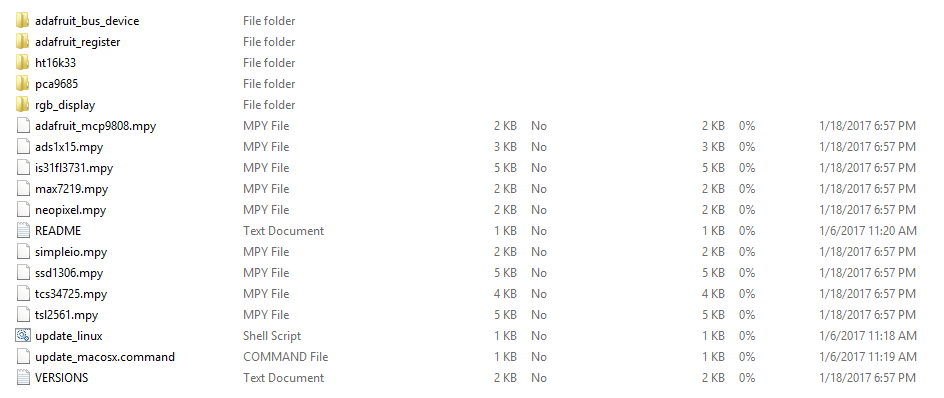 adafruit_bus_device File folder
adafruit_register File folder
ht16k33 File folder
pca9685 File folder
rgb_display File folder
adafruit_mcp9808.mpy MPY File 2 KB No 2 KB 0% 1/18/2017 6:57 PM
ads1x15.mpy MPY File 3 KB No 3 KB 0% 1/18/2017 6:57 PM
is31fl3731.mpy MPY File 5 KB No 5 KB 0% 1/18/2017 6:57 PM
max7219.mpy MPY File 2 KB No 2 KB 0% 1/18/2017 6:57 PM
neopixel.mpy MPY File 2 KB No 2 KB 0% 1/18/2017 6:57 PM
README Text Document 1 KB No 1 KB 0% 1/6/2017 11:20 AM
simpleio.mpy MPY File 2 KB No 2 KB 0% 1/18/2017 6:57 PM
ssd1306.mpy MPY File 5 KB No 5 KB 0% 1/18/2017 6:57 PM
tcs34725.mpy MPY File 4 KB No 4 KB 0% 1/18/2017 6:57 PM
tsl2561.mpy MPY File 5 KB No 5 KB 0% 1/18/2017 6:57 PM
update_linux Shell Script 1 KB No 1 KB 0% 1/6/2017 11:18 AM
update_macosx.command COMMAND File 1 KB No 1 KB 0% 1/6/2017 11:19 AM
VERSIONS Text Document 2 KB No 2 KB 0% 1/18/2017 6:57 PM